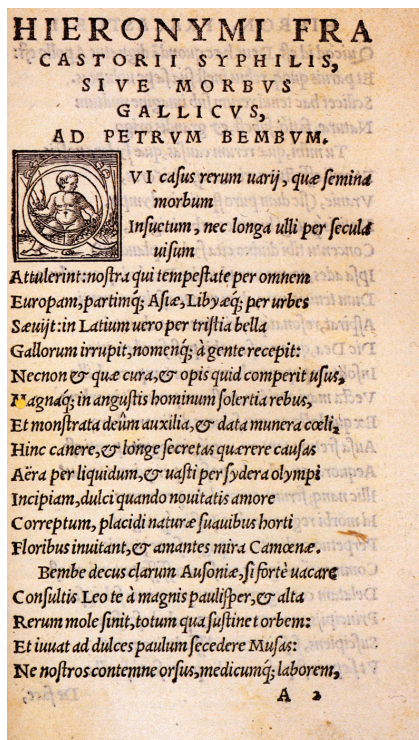 HIERONYMI FRA
CASTORII SYPHILIS,
SIVE MORBVS
GALLICVS,
AD PETRVM BEMBVM.
QVI casus rerum uarij, quæ semina
morbum
Insuetum, nec longa ulli per secula
uisum
Attulerint: nostra qui tempestate per omnem
Europam, partimq́; Asiæ, Libyæq́; per urbes
Sæuijt: in Latium uero per tristia bella
Gallorum irrupit, nomenq́; à gente recepit:
Necnon & quæ cura, & opis quid comperit usus,
Magnaq́; in angustis hominum solertia rebus,
Et monstrata deûm auxilia, & data munera cœli,
Hinc canere, & longe secretas quærere causas
Aëra per liquidum, & uasti per sydera olympi
Incipiam, dulci quando nouitatis amore
Correptum, placidi naturæ suauibus horti
Floribus inuitant, & amantes mira Camœnæ.
Bembe decus clarum Ausoniæ, si fortè uacare
Consultis Leo te à magnis paulisper, & alta
Rerum mole sinit, totum qua sustinet orbem:
Et iuuat ad dulces paulum secedere Musas:
Ne nostros contemne orsus, medicumq́; laborem,
A 2